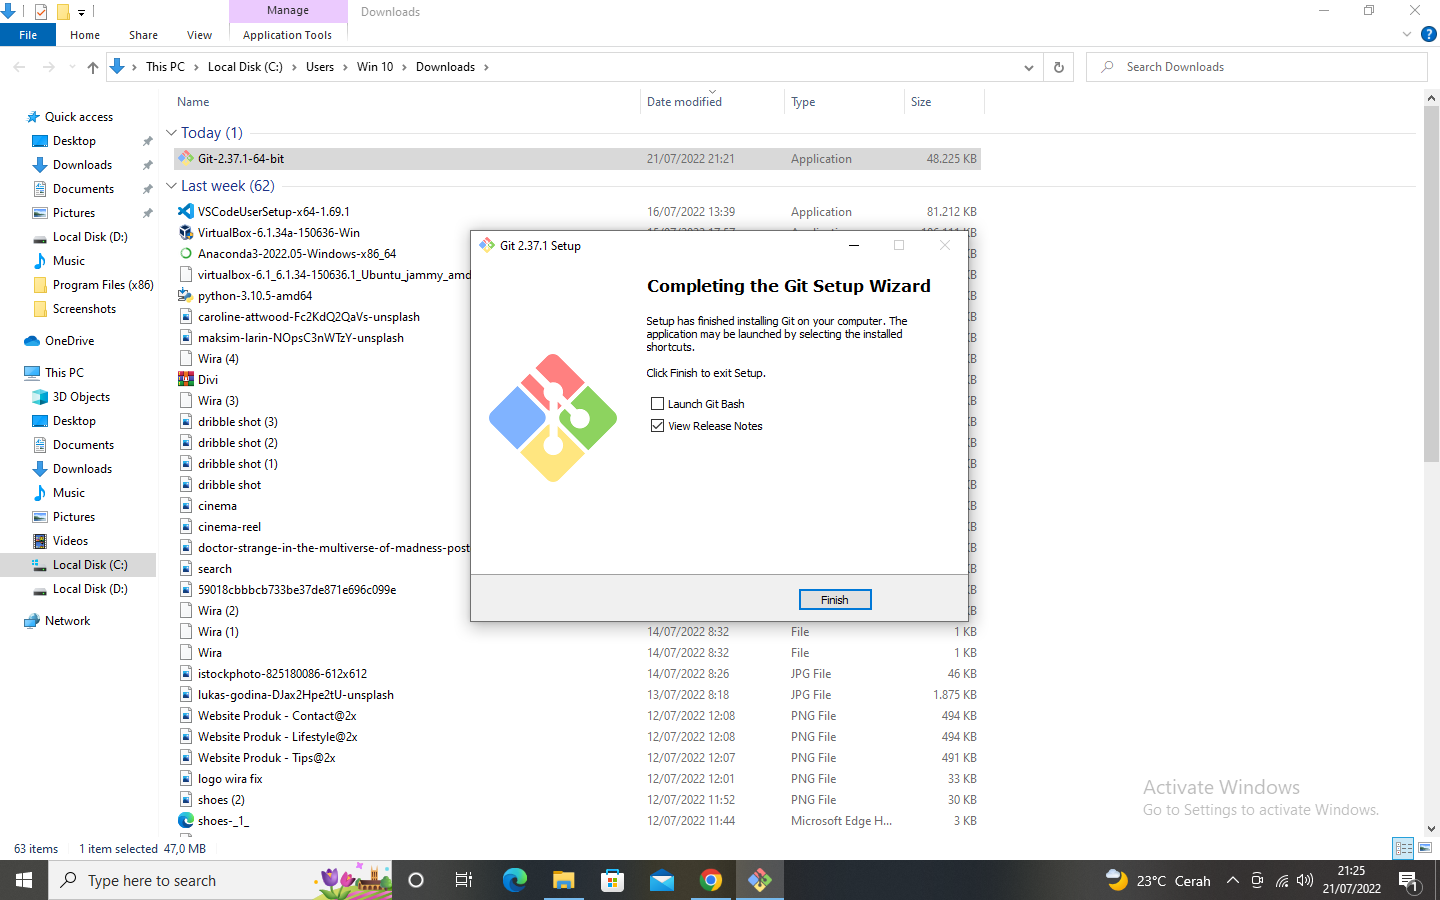 Manage
Downloads
File
Home
Share
View
Application Tools
This PC
Local Disk (C:)
Users
Win 10
Downloads
Search Downloads
Name
Date modified
Type
Size
Quick access
Desktop
Downloads
Documents
Pictures
Local Disk (D:)
Music
Program Files (x86)
Screenshots
OneDrive
This PC
3D Objects
Desktop
Documents
Downloads
Music
Pictures
Videos
Local Disk (C:)
Local Disk (D:)
Network
Today (1)
Git-2.37.1-64-bit 21/07/2022 21:21 Application 48.225 KB
Last week (62)
VSCodeUserSetup-x64-1.69.1 16/07/2022 13:39 Application 81.212 KB
VirtualBox-6.1.34a-150636-Win
Anaconda3-2022.05-Windows-x86_64
virtualbox-6.1_6.1.34-150636.1_Ubuntu_jammy_amd
python-3.10.5-amd64
caroline-attwood-Fc2KdQ2QaVs-unsplash
maksim-larin-NOpsC3nWTzY-unsplash
Wira (4)
Divi
Wira (3)
dribble shot (3)
dribble shot (2)
dribble shot (1)
dribble shot
cinema
cinema-reel
doctor-strange-in-the-multiverse-of-madness-post
search
59018cbbbcb733be37de871e696c099e
Wira (2)
Wira (1) 14/07/2022 8:32 File 1 KB
Wira 14/07/2022 8:32 File 1 KB
istockphoto-825180086-612x612 14/07/2022 8:26 JPG File 46 KB
lukas-godina-DJax2Hpe2tU-unsplash 13/07/2022 8:18 JPG File 1.875 KB
Website Produk - Contact@2x 12/07/2022 12:08 PNG File 494 KB
Website Produk - Lifestyle@2x 12/07/2022 12:08 PNG File 494 KB
Website Produk - Tips@2x 12/07/2022 12:07 PNG File 491 KB
logo wira fix 12/07/2022 12:01 PNG File 33 KB
shoes (2) 12/07/2022 11:52 PNG File 30 KB
shoes-_1_ 12/07/2022 11:44 Microsoft Edge H... 3 KB
Git 2.37.1 Setup
Completing the Git Setup Wizard
Setup has finished installing Git on your computer. The
application may be launched by selecting the installed
shortcuts.
Click Finish to exit Setup.
Launch Git Bash
View Release Notes
Finish
Activate Windows
Go to Settings to activate Windows.
63 items
1 item selected 47,0 MB
Type here to search
23°C Cerah
21:25
21/07/2022
1